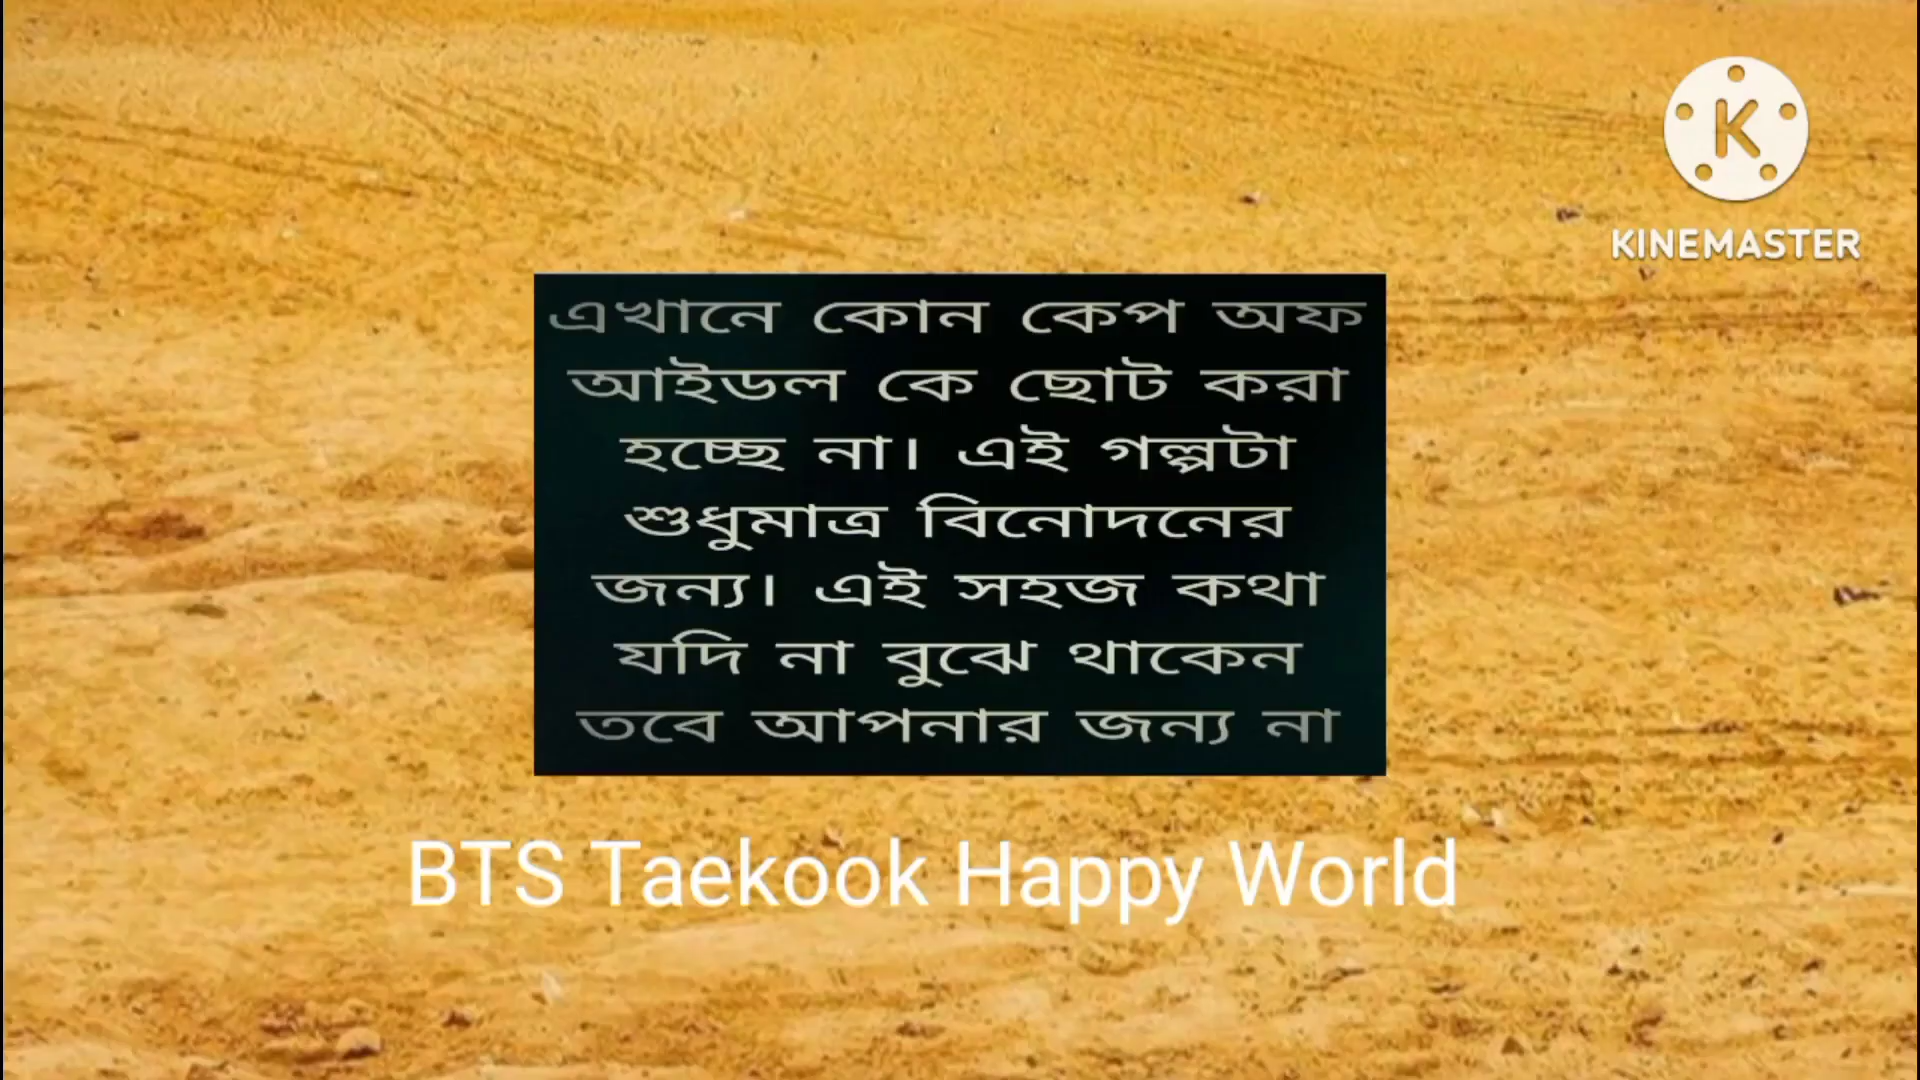 K
KINEMASTER
এখানে কোন কেপ অফ
আইডল কে ছোট করা
হচ্ছে না। এই গল্পটা
শুধুমাত্র বিনোদনের
জন্য। এই সহজ কথা
যদি না বুঝে থাকেন
তবে আপনার জন্য না
BTS Taekook Happy World